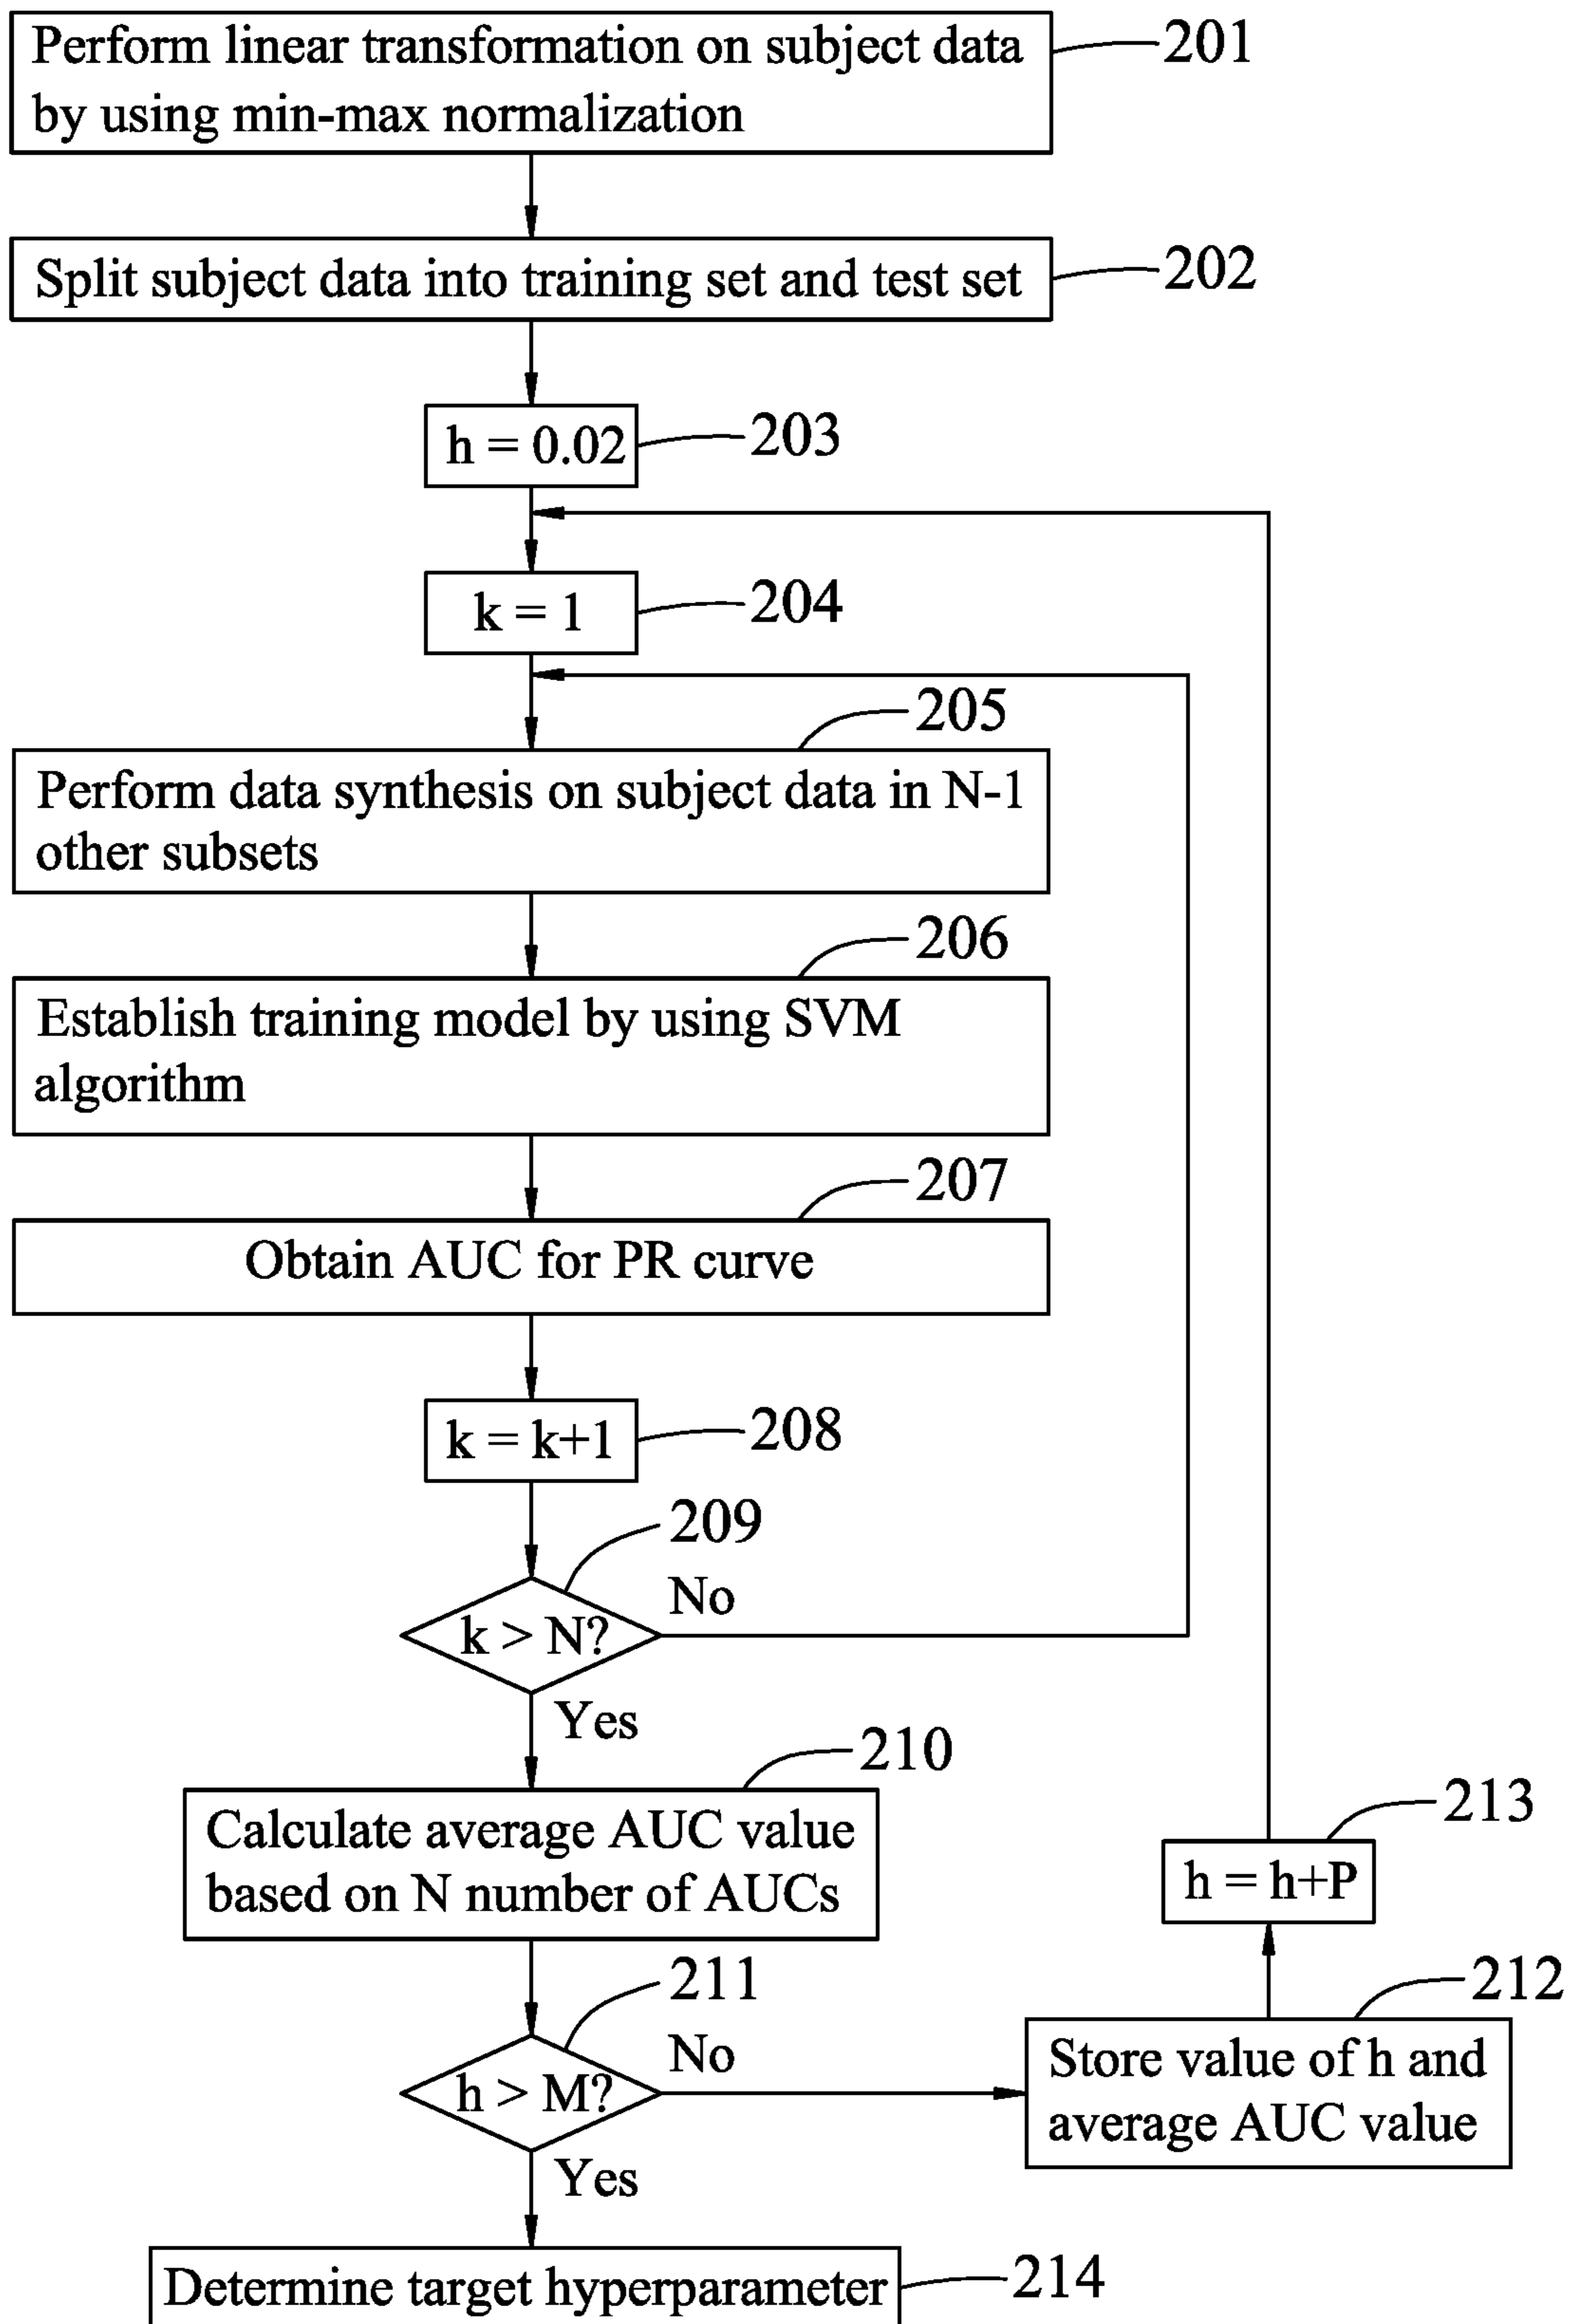 Perform linear transformation on subject data
by using min-max normalization
201
Split subject data into training set and test set
202
h = 0.02
203
k = 1
204
205
Perform data synthesis on subject data in N-1
other subsets
206
Establish training model by using SVM
algorithm
207
Obtain AUC for PR curve
k = k+1
208
209
k > N?
No
Yes
210
Calculate average AUC value
based on N number of AUCs
211
h > M?
No
212
Store value of h and
average AUC value
213
h = h+P
Yes
Determine target hyperparameter
214